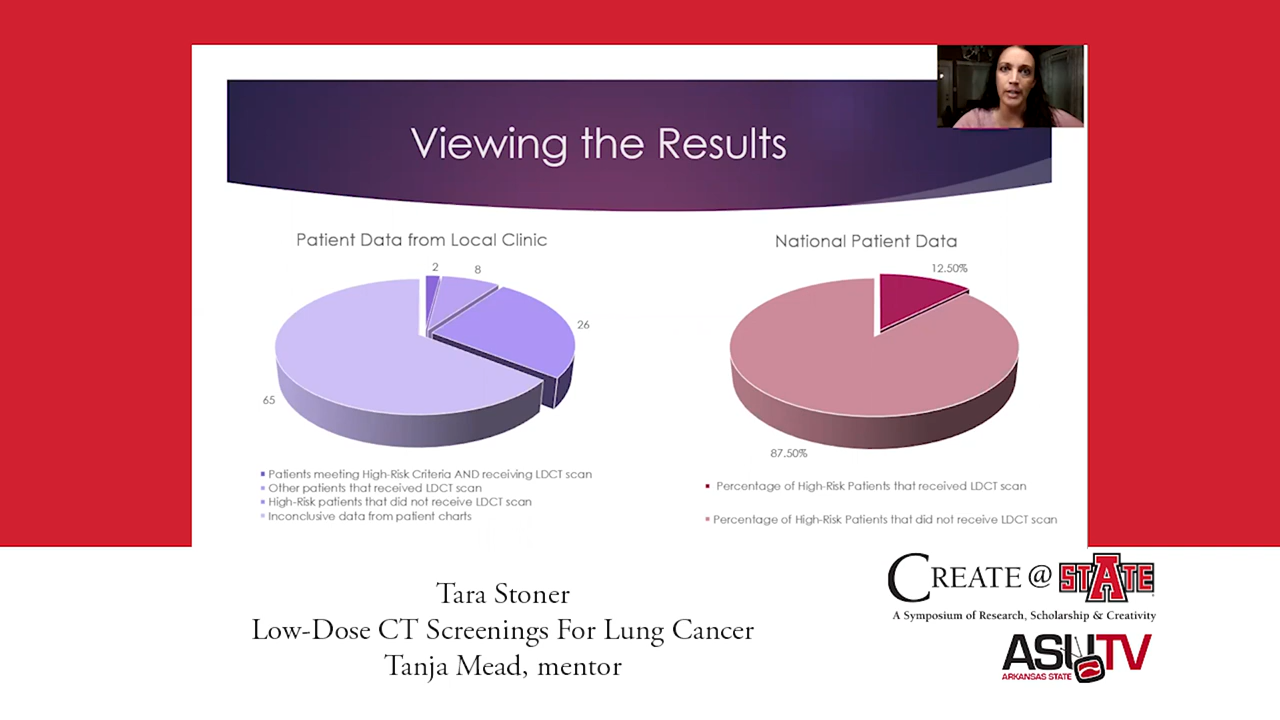 Viewing the Results
Patient Data from Local Clinic
2
8
26
65
Patients meeting High-Risk Criteria AND receiving LDCT scan
Other patients that received LDCT scan
High-Risk patients that did not receive LDCT scan
Inconclusive data from patient charts
National Patient Data
12.50%
87.50%
Percentage of High-Risk Patients that received LDCT scan
Percentage of High-Risk Patients that did not receive LDCT scan
Tara Stoner
Low-Dose CT Screenings For Lung Cancer
Tanja Mead, mentor
CREATE @ STATE
A Symposium of Research, Scholarship & Creativity
ASUTV
ARKANSAS STATE